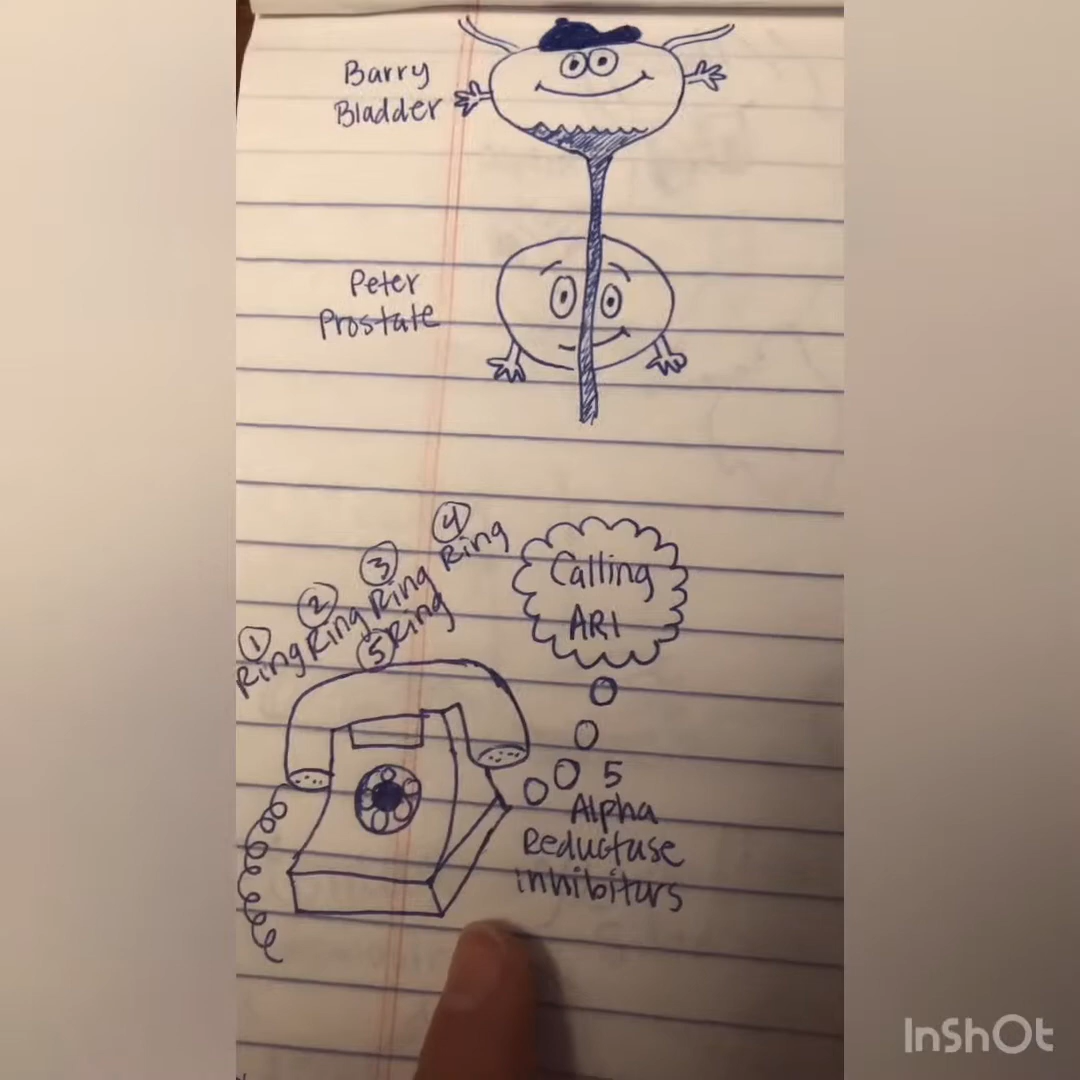 Barry
Bladder
Peter
Prostate
① Ring
② Ring
③ Ring
④ Ring
⑤ Ring
Calling
ARI
5
Alpha
Reductase
inhibitors
InShOt